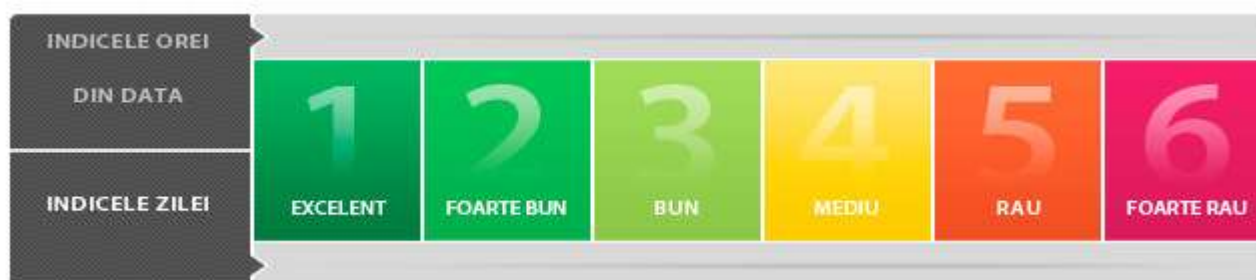 INDICELE OREI
DIN DATA
INDICELE ZILEI
1
EXCELENT
2
FOARTE BUN
3
BUN
4
MEDIU
5
RAU
6
FOARTE RAU